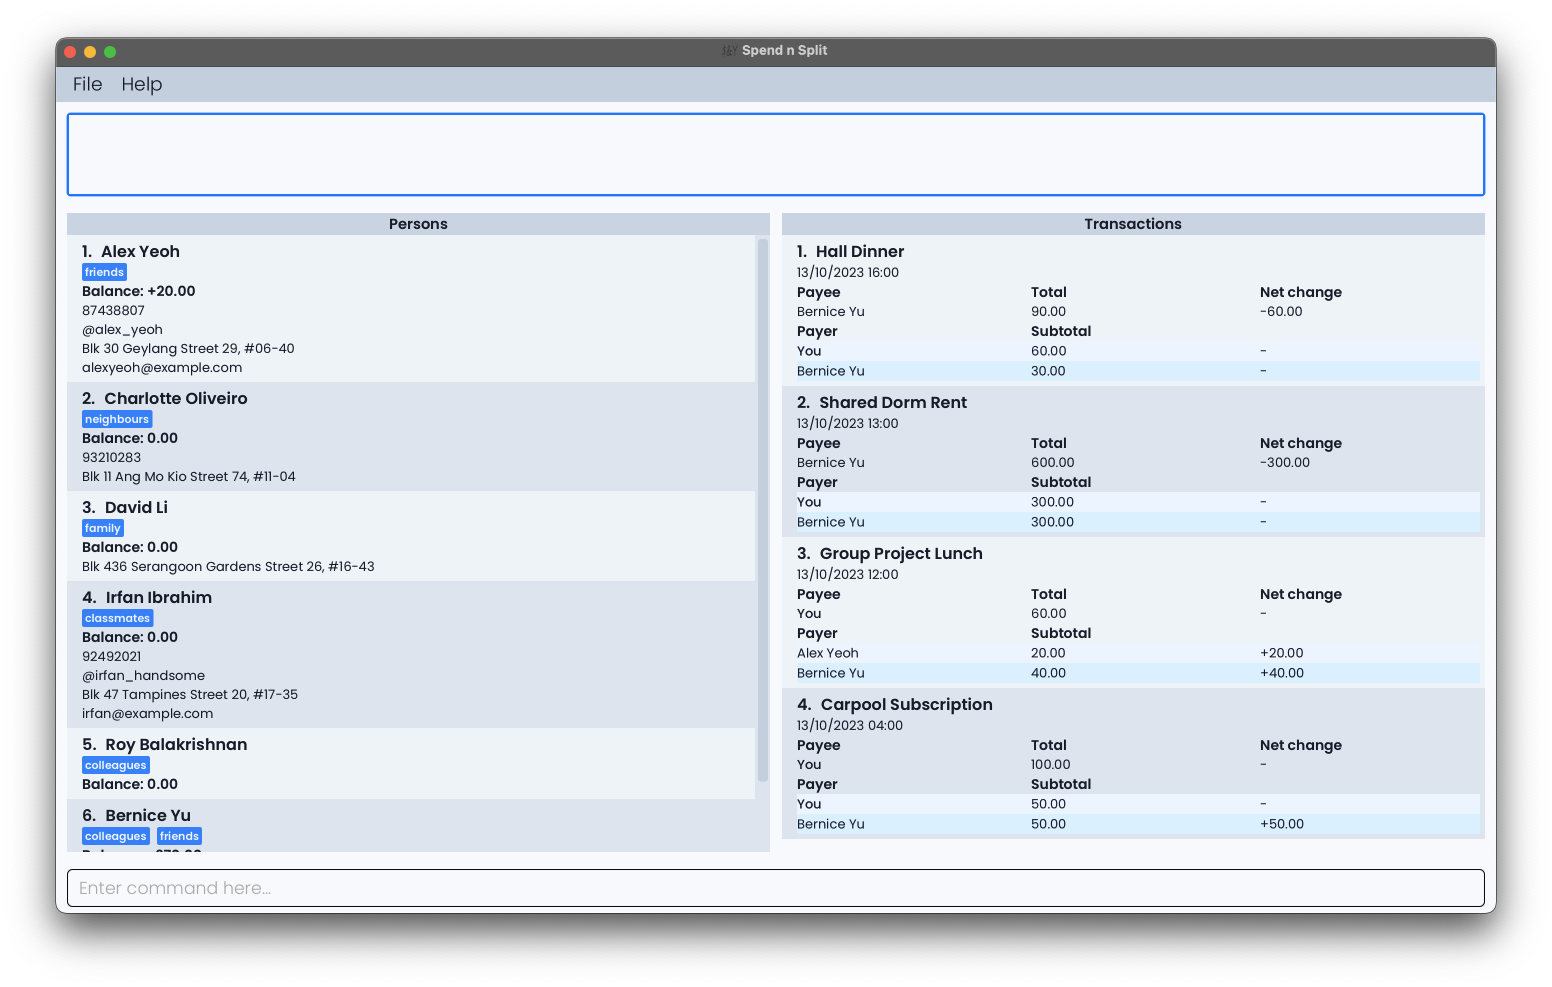 Spend n Split
File Help
Persons
1. Alex Yeoh
friends
Balance: +20.00
87438807
@alex_yeoh
Blk 30 Geylang Street 29, #06-40
alexyeoh@example.com
2. Charlotte Oliveiro
neighbours
Balance: 0.00
93210283
Blk 11 Ang Mo Kio Street 74, #11-04
3. David Li
family
Balance: 0.00
Blk 436 Serangoon Gardens Street 26, #16-43
4. Irfan Ibrahim
classmates
Balance: 0.00
92492021
@irfan_handsome
Blk 47 Tampines Street 20, #17-35
irfan@example.com
5. Roy Balakrishnan
colleagues
Balance: 0.00
6. Bernice Yu
colleagues friends
Transactions
1. Hall Dinner
13/10/2023 16:00
Payee Total Net change
Bernice Yu 90.00 -60.00
Payer Subtotal
You 60.00 -
Bernice Yu 30.00 -
2. Shared Dorm Rent
13/10/2023 13:00
Payee Total Net change
Bernice Yu 600.00 -300.00
Payer Subtotal
You 300.00 -
Bernice Yu 300.00 -
3. Group Project Lunch
13/10/2023 12:00
Payee Total Net change
You 60.00 -
Payer Subtotal
Alex Yeoh 20.00 +20.00
Bernice Yu 40.00 +40.00
4. Carpool Subscription
13/10/2023 04:00
Payee Total Net change
You 100.00 -
Payer Subtotal
You 50.00 -
Bernice Yu 50.00 +50.00
Enter command here...